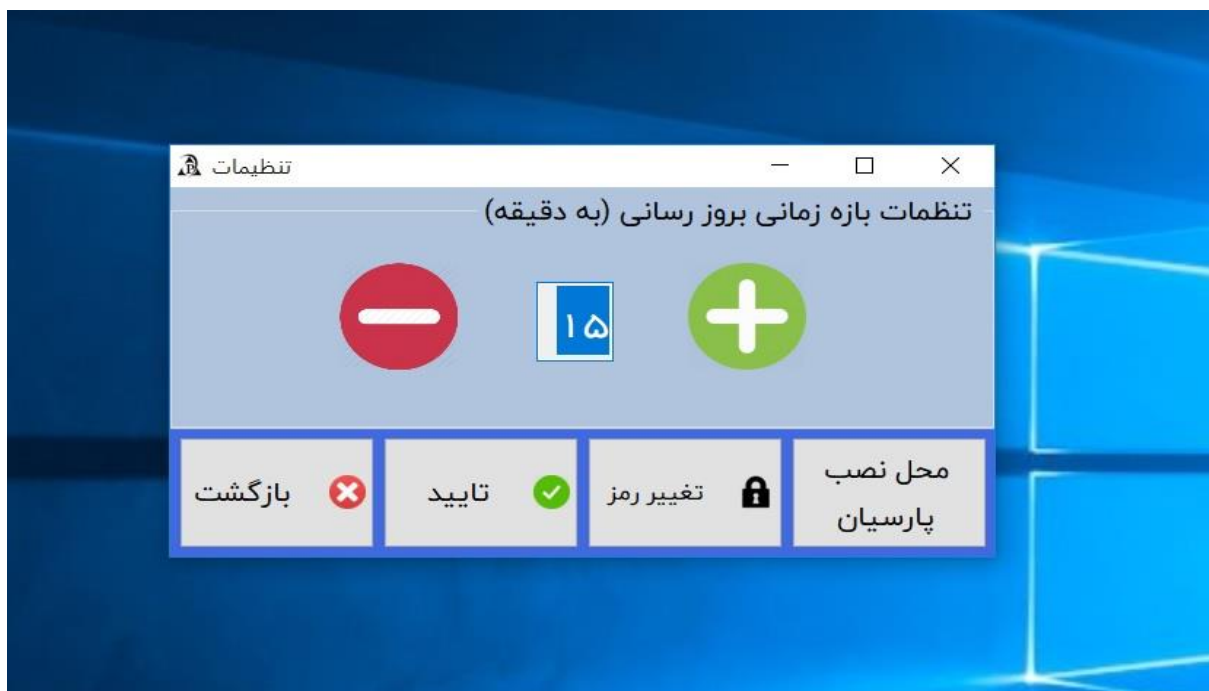 تنظیمات
تنظمات بازه زمانی بروز رسانی (به دقیقه)
۱۵
محل نصب
پارسیان
تغییر رمز
تایید
بازگشت